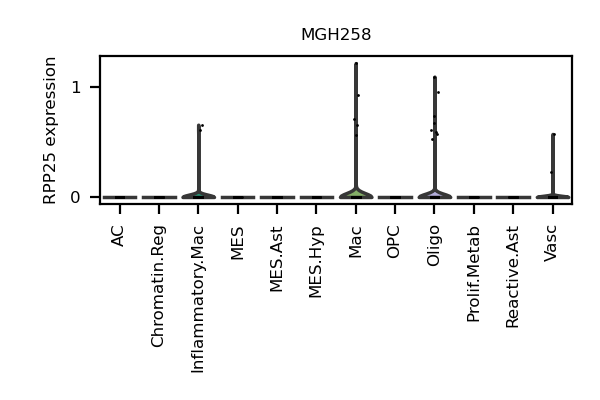 MGH258
RPP25 expression
1
0
AC
Chromatin.Reg
Inflammatory.Mac
MES
MES.Ast
MES.Hyp
Mac
OPC
Oligo
Prolif.Metab
Reactive.Ast
Vasc